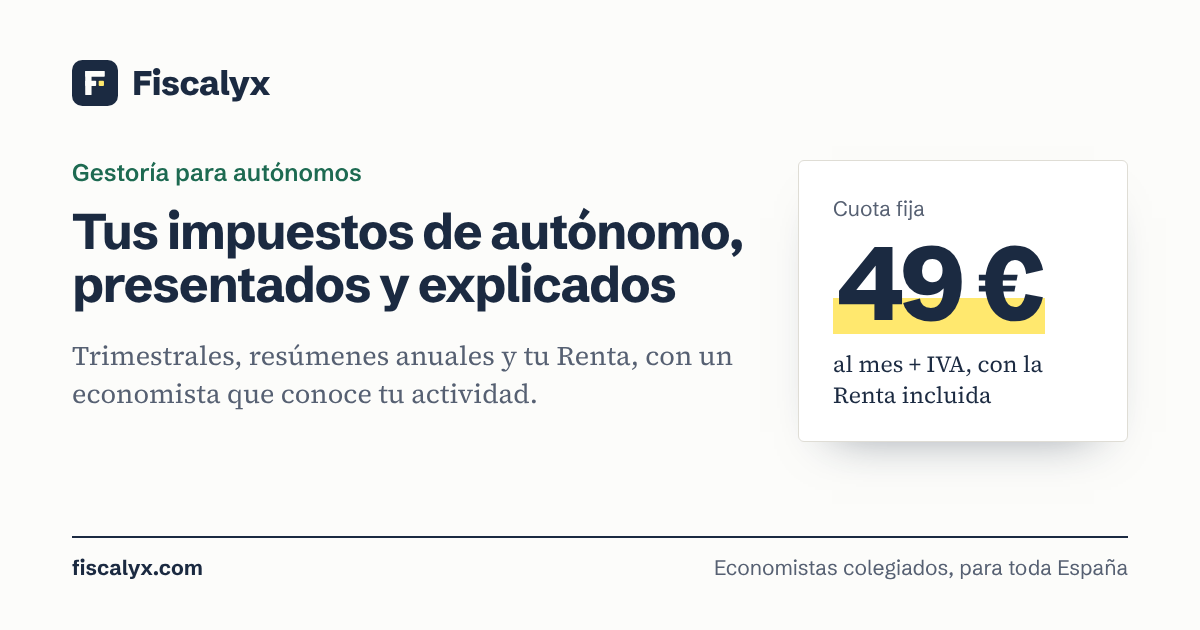 Fiscalyx
Gestoría para autónomos
Tus impuestos de autónomo,
presentados y explicados
Trimestrales, resúmenes anuales y tu Renta, con un
economista que conoce tu actividad.
Cuota fija
49 €
al mes + IVA, con la
Renta incluida
fiscalyx.com
Economistas colegiados, para toda España